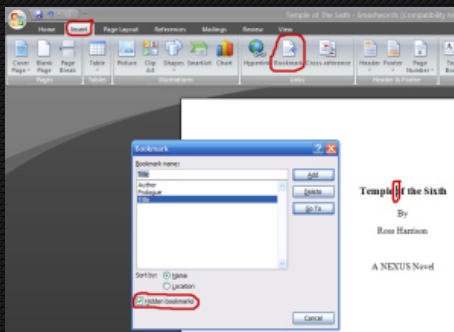 Temple of The Sixth - Smashwords (Compatibility M
Home Insert Page Layout References Mailings Review View
Cover Page Blank Page Page Break Table Picture Clip Art Shapes SmartArt Chart Hyperlink Bookmark Cross-reference Header Footer Page Number
Pages Tables Illustrations Links Header & Footer
Bookmark
Bookmark name:
Title
Add
Author
Prologue
Title
Delete
Go To
Sort by: Name
Location
Hidden bookmarks
Cancel
Temple of the Sixth
By
Ross Harrison
A NEXUS Novel